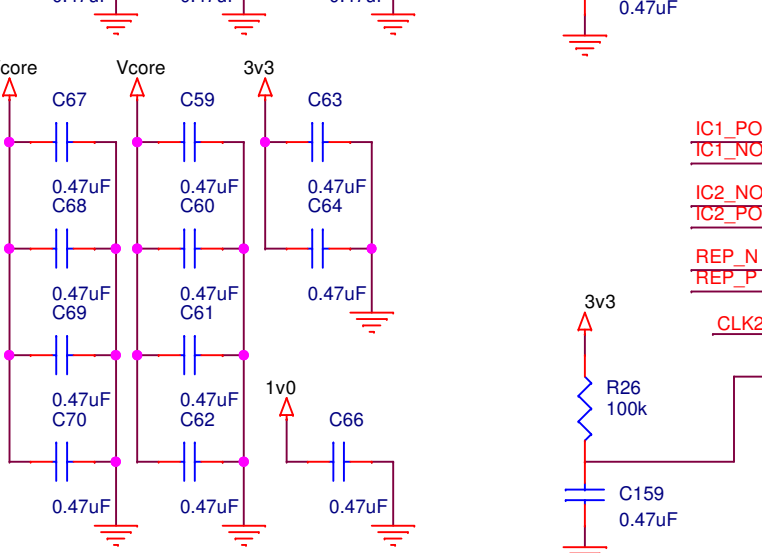 0.47uF
core
Vcore
3v3
C67
C59
C63
0.47uF
0.47uF
0.47uF
C68
C60
C64
0.47uF
0.47uF
0.47uF
C69
C61
0.47uF
0.47uF
C70
C62
0.47uF
0.47uF
1v0
C66
0.47uF
IC1_PO
IC1_NO
IC2_NO
IC2_PO
REP_N
REP_P
CLK2
3v3
R26
100k
C159
0.47uF